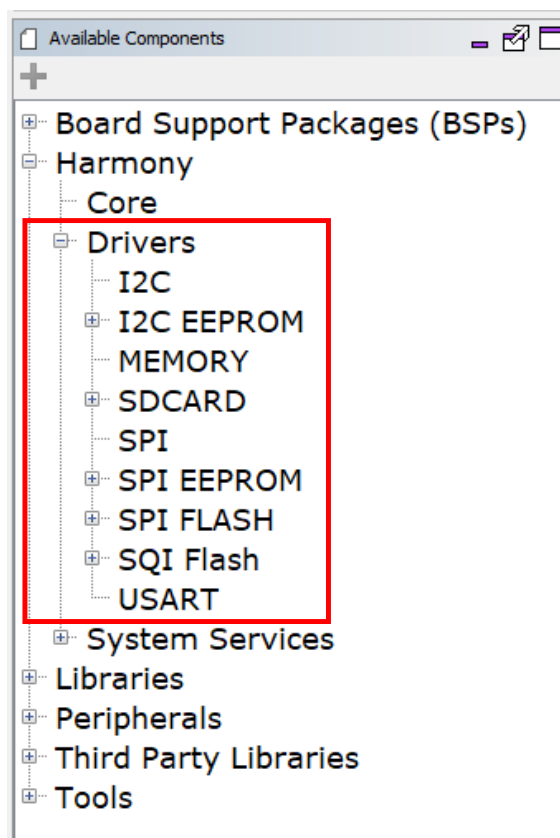 Available Components
Board Support Packages (BSPs)
Harmony
Core
Drivers
I2C
I2C EEPROM
MEMORY
SDCARD
SPI
SPI EEPROM
SPI FLASH
SQI Flash
USART
System Services
Libraries
Peripherals
Third Party Libraries
Tools